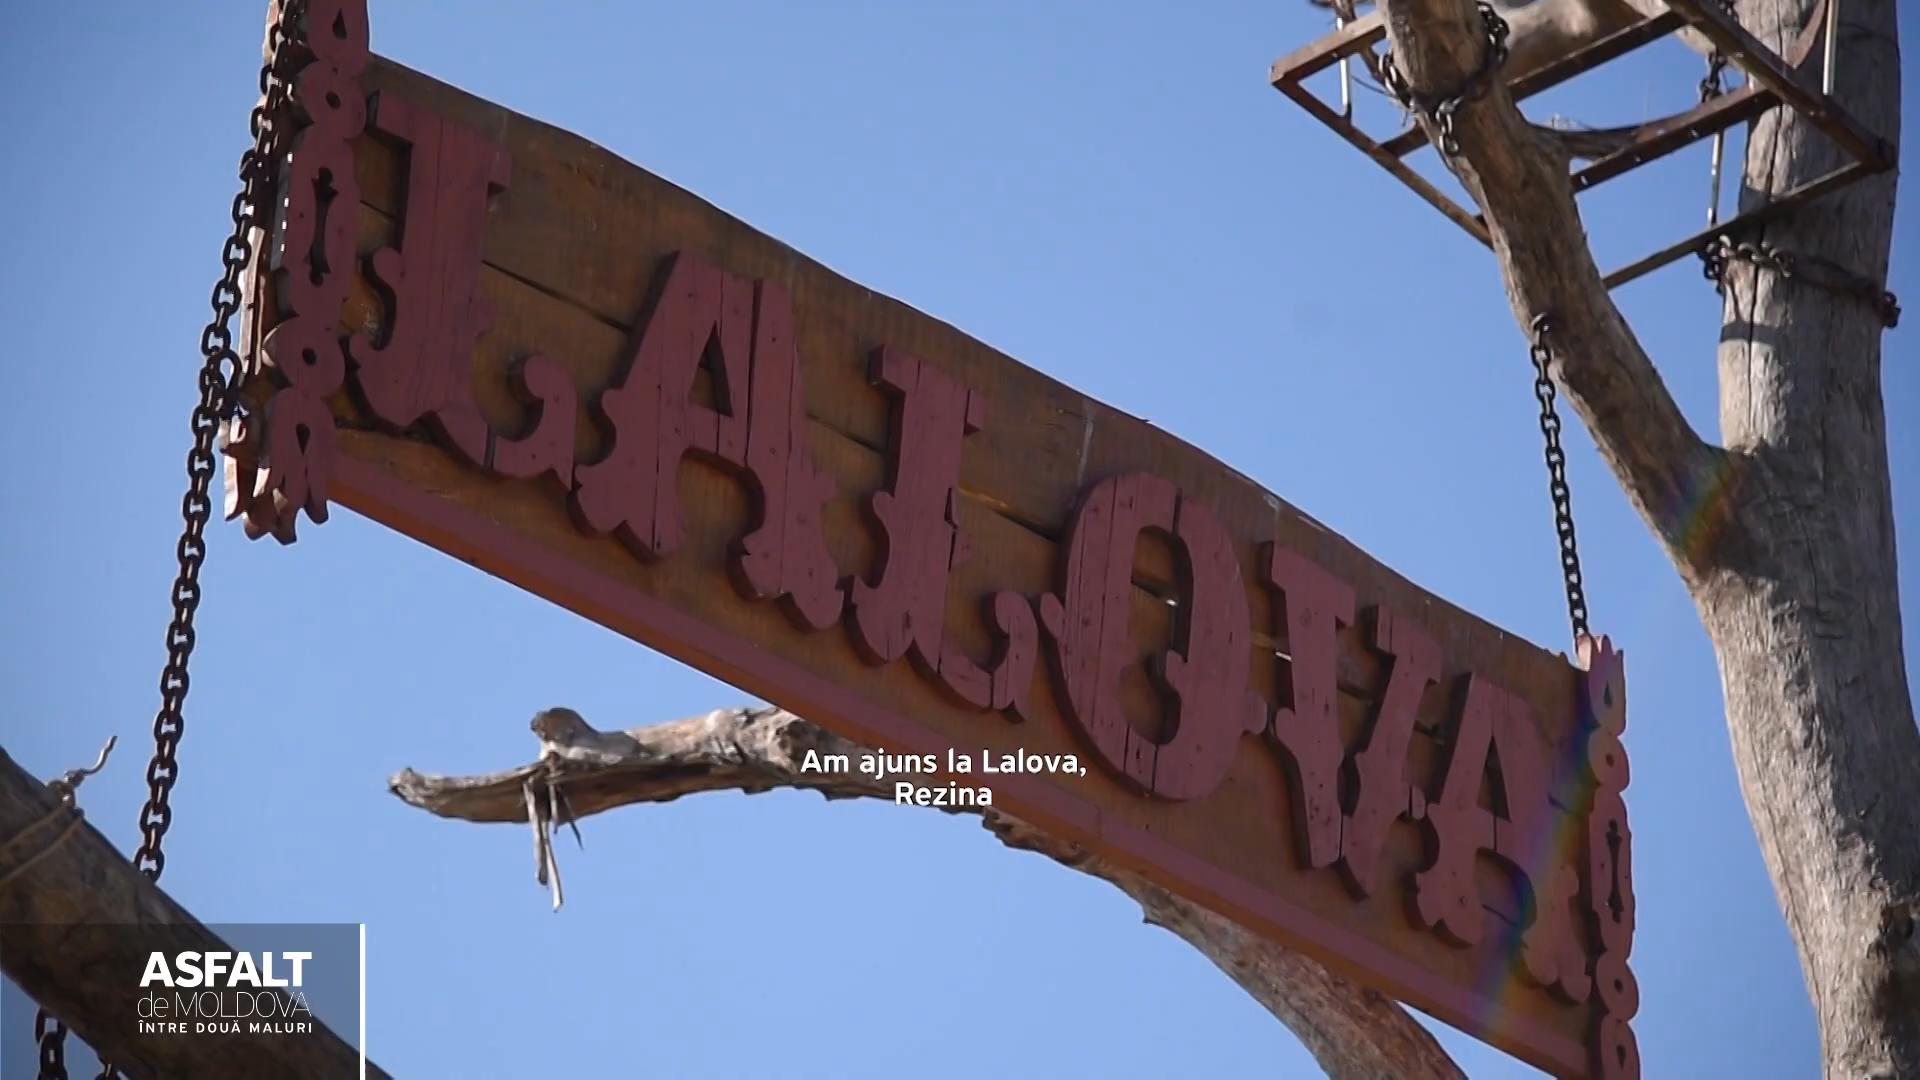 LALOVA
Am ajuns la Lalova,
Rezina
ASFALT
de MOLDOVA
ÎNTRE DOUĂ MALURI